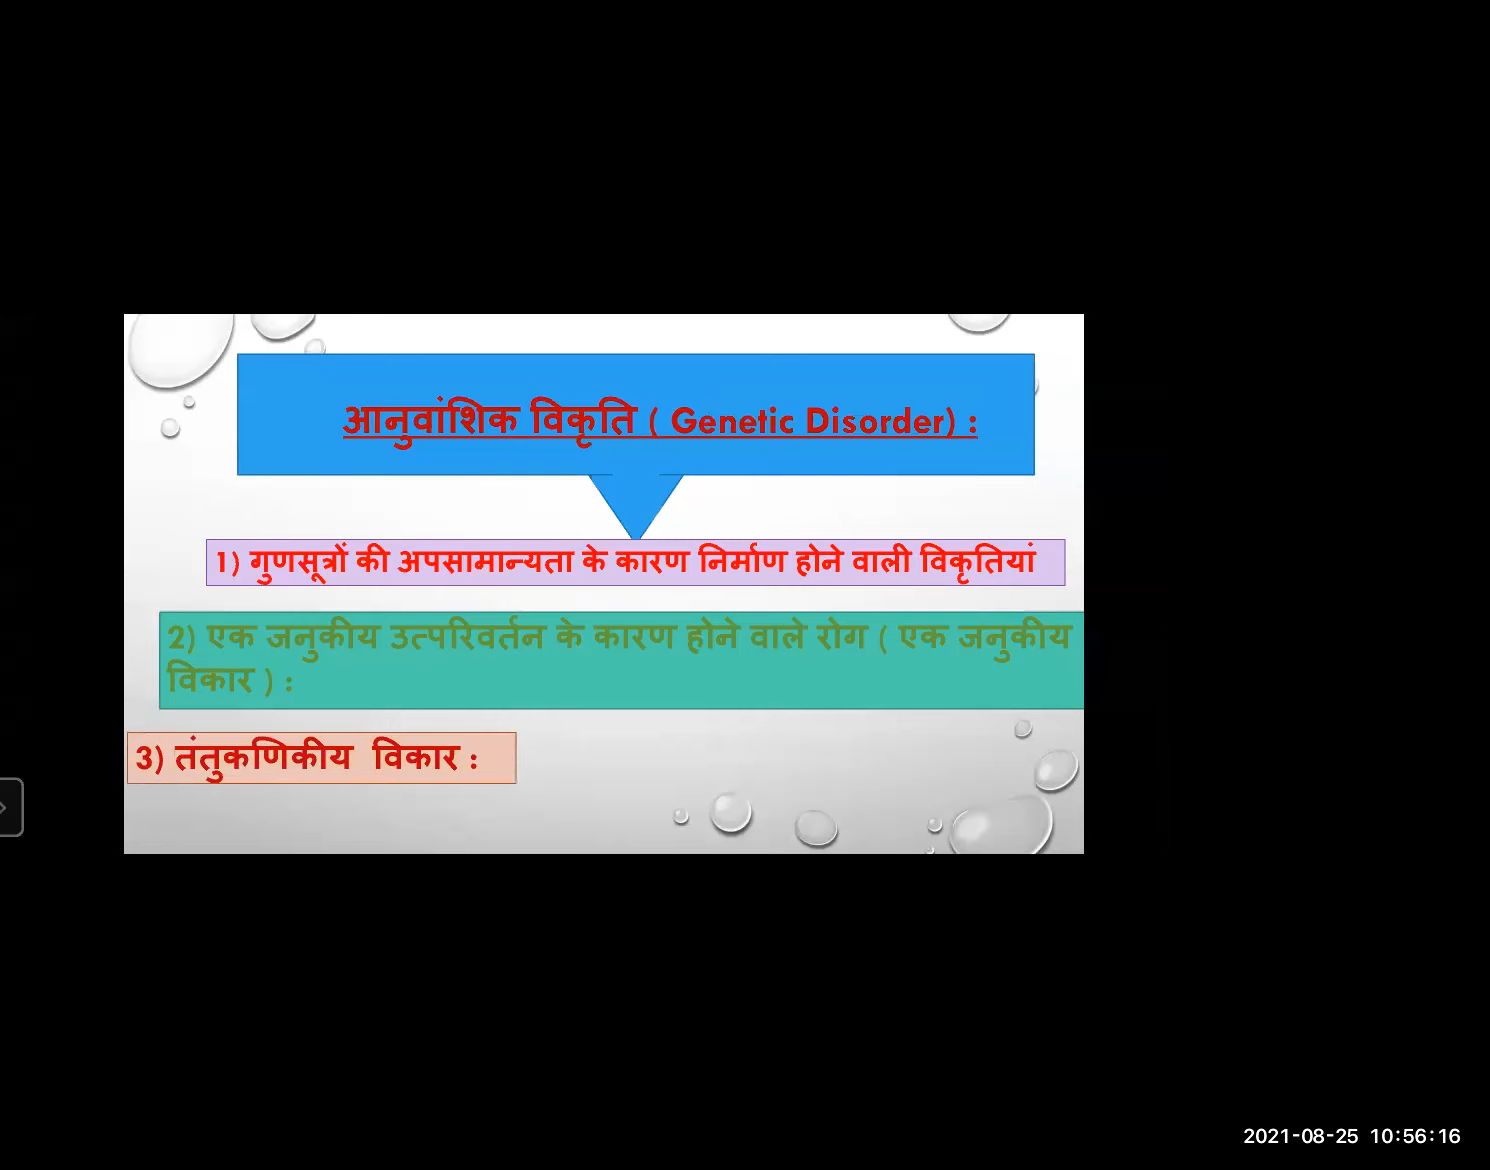 आनुवांशिक विकृति ( Genetic Disorder) :
1) गुणसूत्रों की अपसामान्यता के कारण निर्माण होने वाली विकृतियां
2) एक जनुकीय उत्परिवर्तन के कारण होने वाले रोग ( एक जनुकीय
विकार ) :
3) तंतुकणिकीय विकार :
2021-08-25 10:56:16